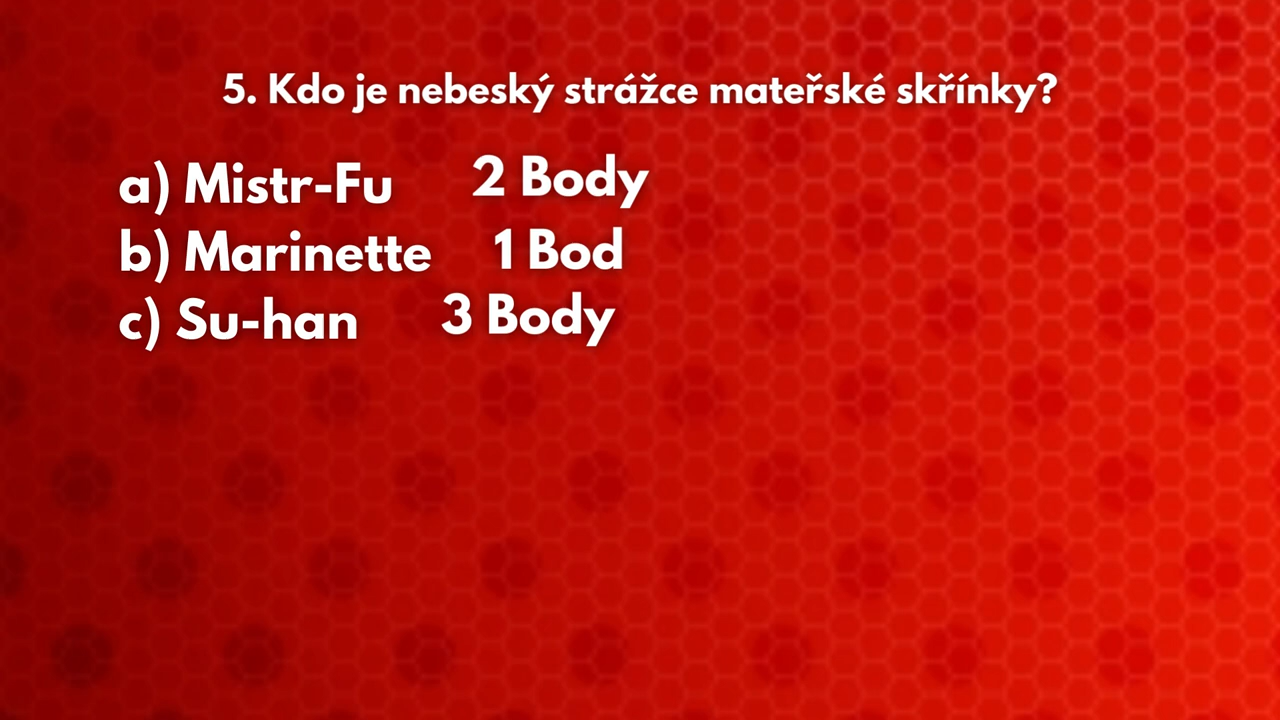 5. Kdo je nebeský strážce mateřské skřínky?
a) Mistr-Fu 2 Body
b) Marinette 1 Bod
c) Su-han 3 Body